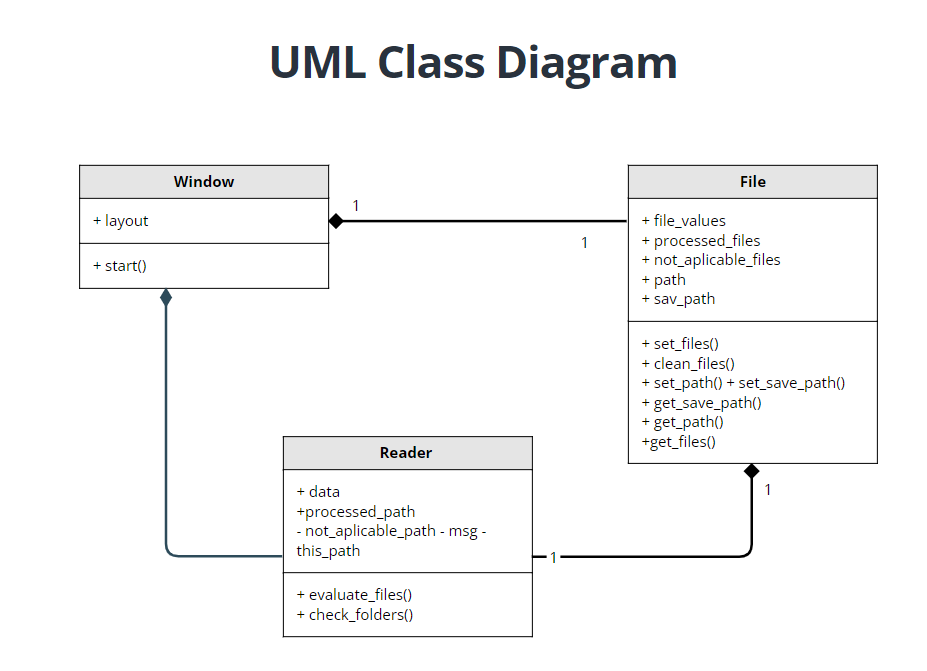 UML Class Diagram
Window
+ layout
+ start()
1
1
File
+ file_values
+ processed_files
+ not_aplicable_files
+ path
+ sav_path
+ set_files()
+ clean_files()
+ set_path() + set_save_path()
+ get_save_path()
+ get_path()
+get_files()
1
Reader
+ data
+processed_path
- not_aplicable_path - msg -
this_path
+ evaluate_files()
+ check_folders()
1